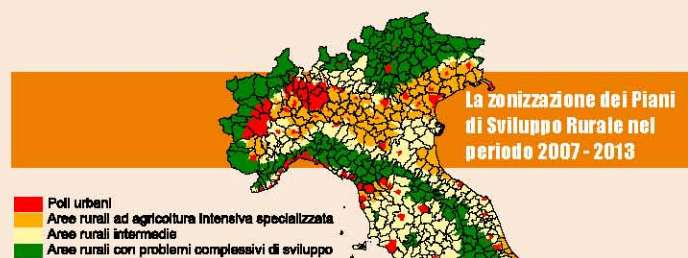 La zonizzazione dei Piani
di Sviluppo Rurale nel
periodo 2007 - 2013
Poli urbani
Aree rurali ad agricoltura intensiva specializzata
Aree rurali intermedie
Aree rurali con problemi complessivi di sviluppo